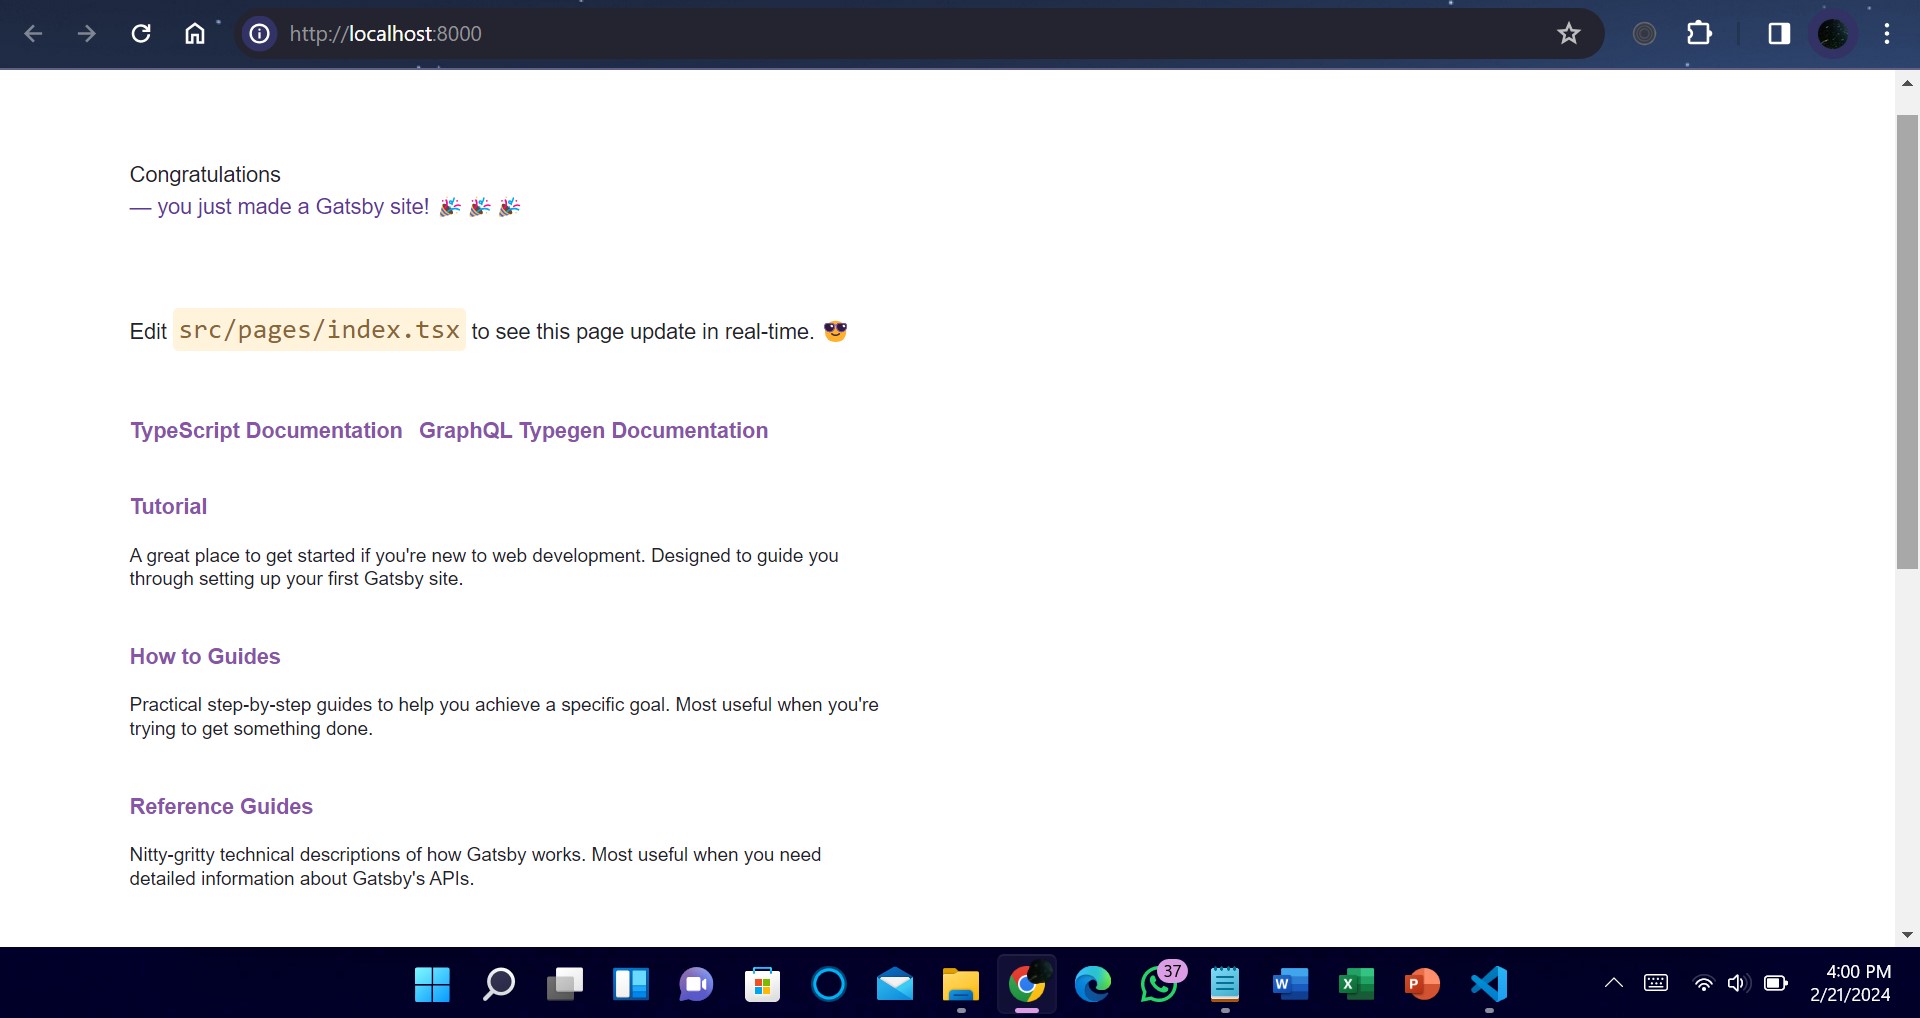 http://localhost:8000
Congratulations
— you just made a Gatsby site! 🎉🎉🎉
Edit src/pages/index.tsx to see this page update in real-time. 😎
TypeScript Documentation GraphQL Typegen Documentation
Tutorial
A great place to get started if you're new to web development. Designed to guide you
through setting up your first Gatsby site.
How to Guides
Practical step-by-step guides to help you achieve a specific goal. Most useful when you're
trying to get something done.
Reference Guides
Nitty-gritty technical descriptions of how Gatsby works. Most useful when you need
detailed information about Gatsby's APIs.
37
W
X
P
4:00 PM
2/21/2024